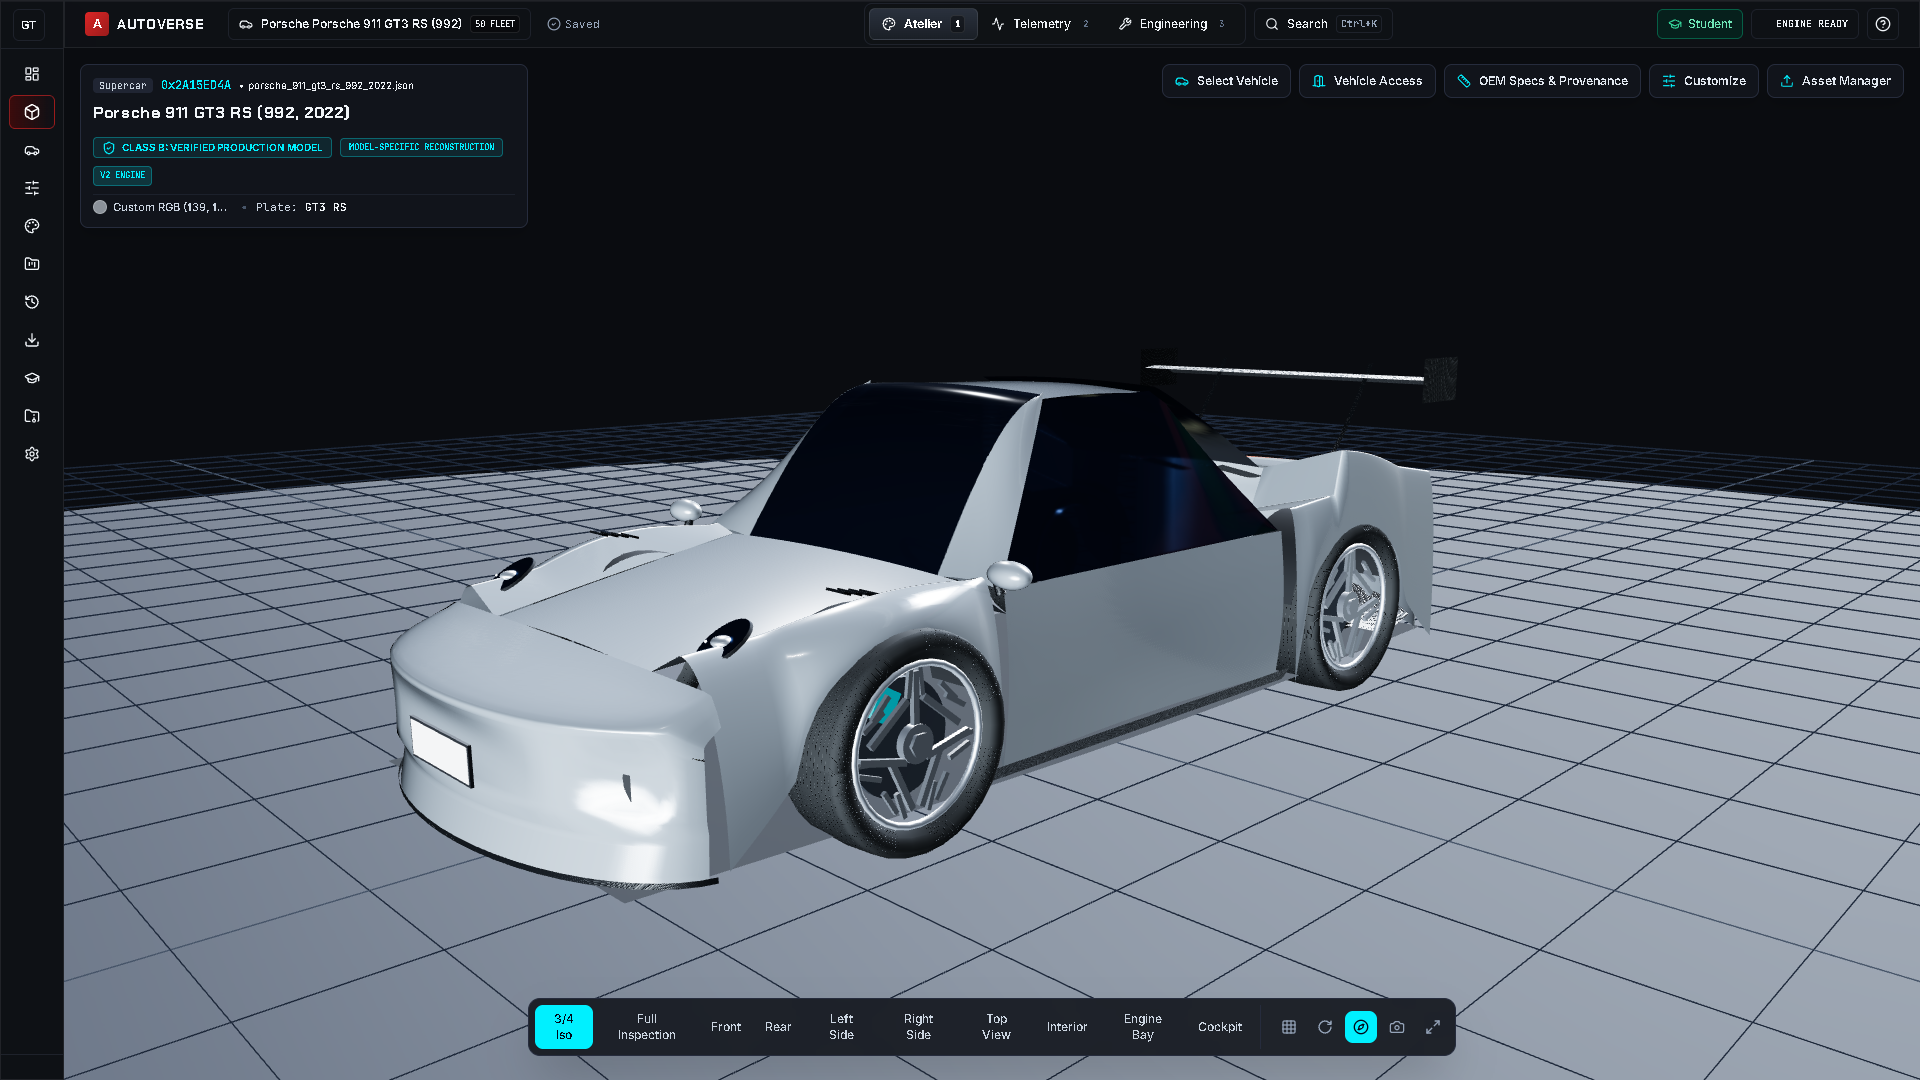 GT
A AUTOVERSE
Porsche Porsche 911 GT3 RS (992) 50 FLEET
Saved
Atelier 1
Telemetry 2
Engineering 3
Search Ctrl+K
Student
ENGINE READY
Supercar 0x2A15ED4A • porsche_911_gt3_rs_992_2022.json
Porsche 911 GT3 RS (992, 2022)
CLASS B: VERIFIED PRODUCTION MODEL
MODEL-SPECIFIC RECONSTRUCTION
V2 ENGINE
Custom RGB (139, 1... • Plate: GT3 RS
Select Vehicle
Vehicle Access
OEM Specs & Provenance
Customize
Asset Manager
3/4
Iso
Full
Inspection
Front
Rear
Left
Side
Right
Side
Top
View
Interior
Engine
Bay
Cockpit